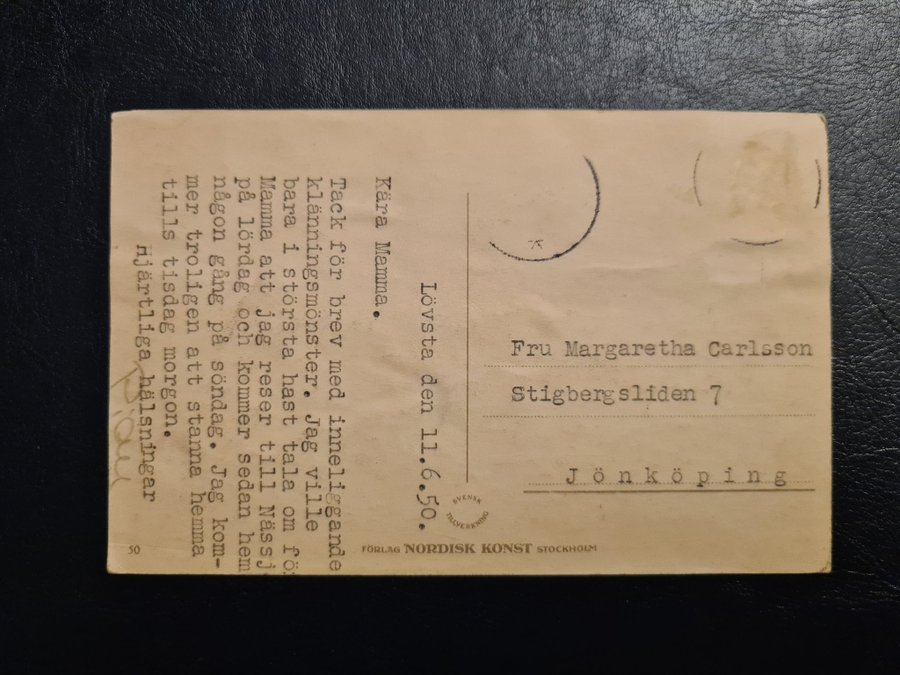 Lövsta den 11.6.50.
Kära Mamma.
Tack för brev med inneliggande
klänningsmönster. Jag ville
bara i största hast tala om fö
Mamma att jag reser till Nässj
på lördag och kommer sedan hem
någon gång på söndag. Jag kom-
mer troligen att stanna hemma
tills tisdag morgon.
Hjärtliga hälsningar
Fru Margaretha Carlsson
Stigbergsliden 7
Jönköping
SVENSK
TILLVERKNING
50
FÖRLAG NORDISK KONST STOCKHOLM